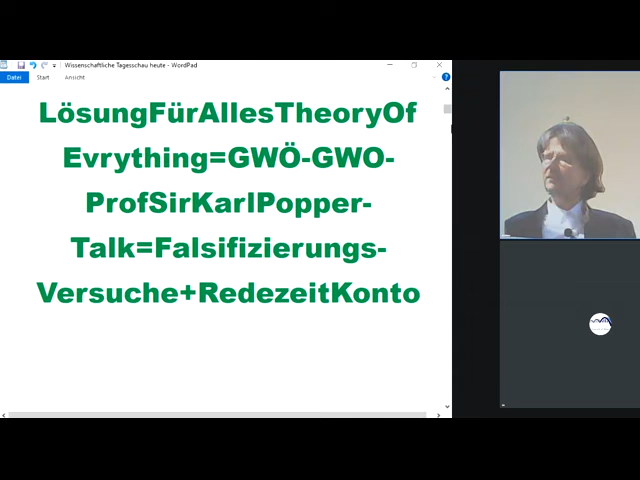 Wissenschaftliche Tagesschau heute - WordPad
Datei Start Ansicht
LösungFürAllesTheoryOf
Evrything=GWÖ-GWO-
ProfSirKarlPopper-
Talk=Falsifizierungs-
Versuche+RedezeitKonto